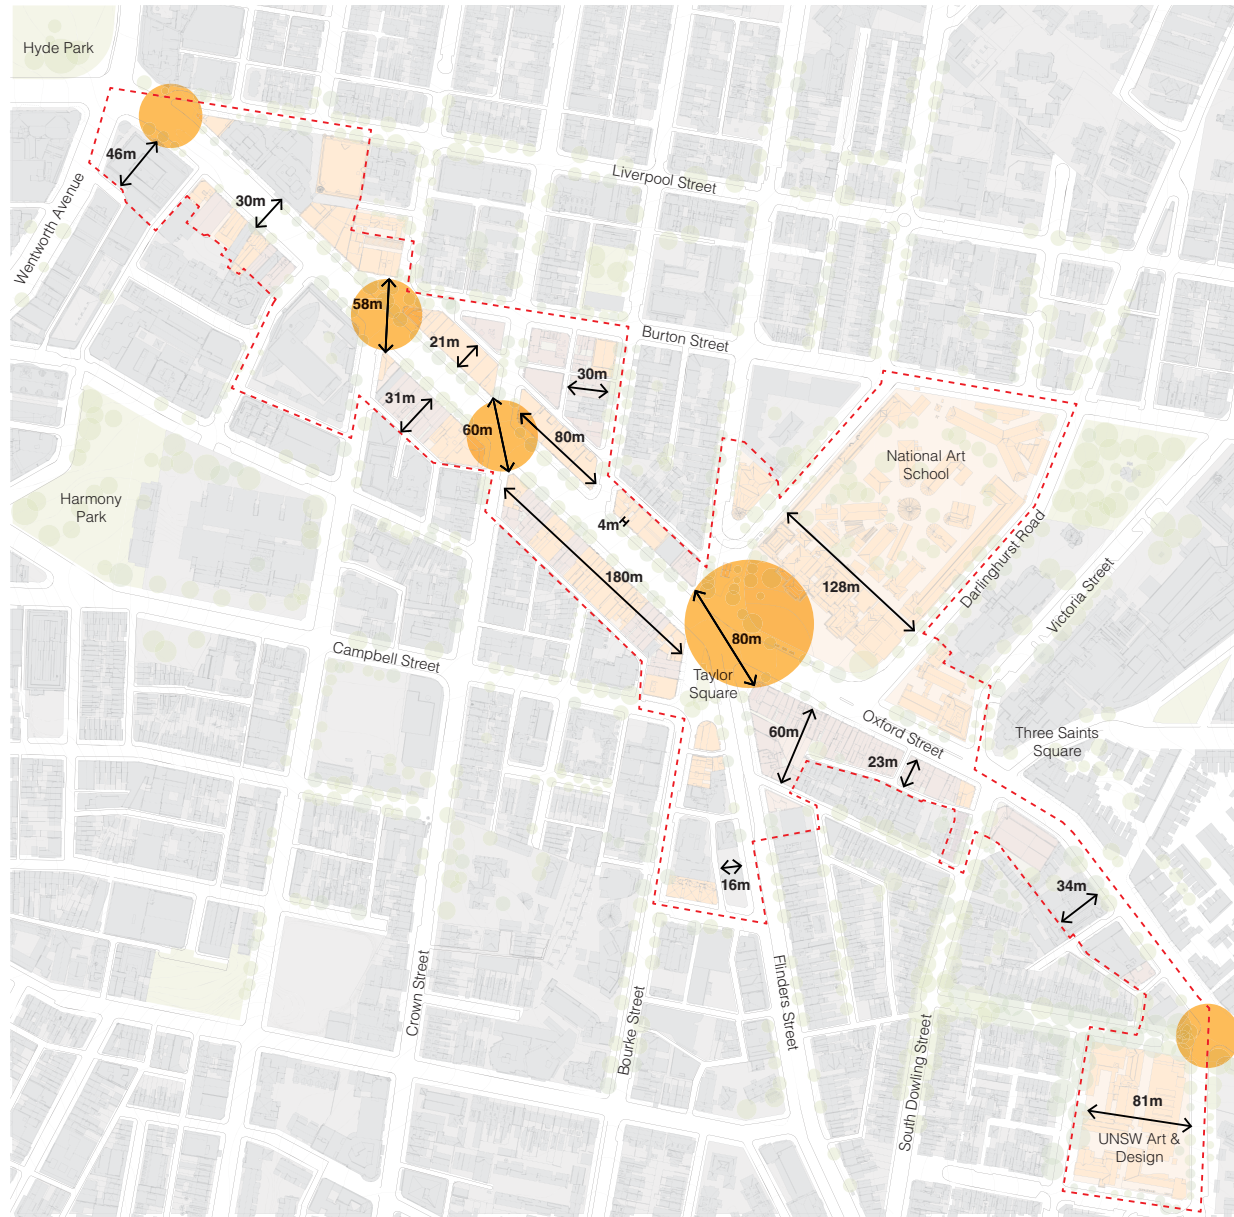 Hyde Park
46m
Wentworth Avenue
30m
Liverpool Street
58m
21m
Burton Street
30m
31m
60m
80m
National Art
School
Harmony
Park
4m
180m
128m
Darlinghurst Road
Victoria Street
80m
Campbell Street
Taylor
Square
Oxford Street
60m
23m
Three Saints
Square
16m
34m
Crown Street
Bourke Street
Flinders Street
South Dowling Street
81m
UNSW Art &
Design